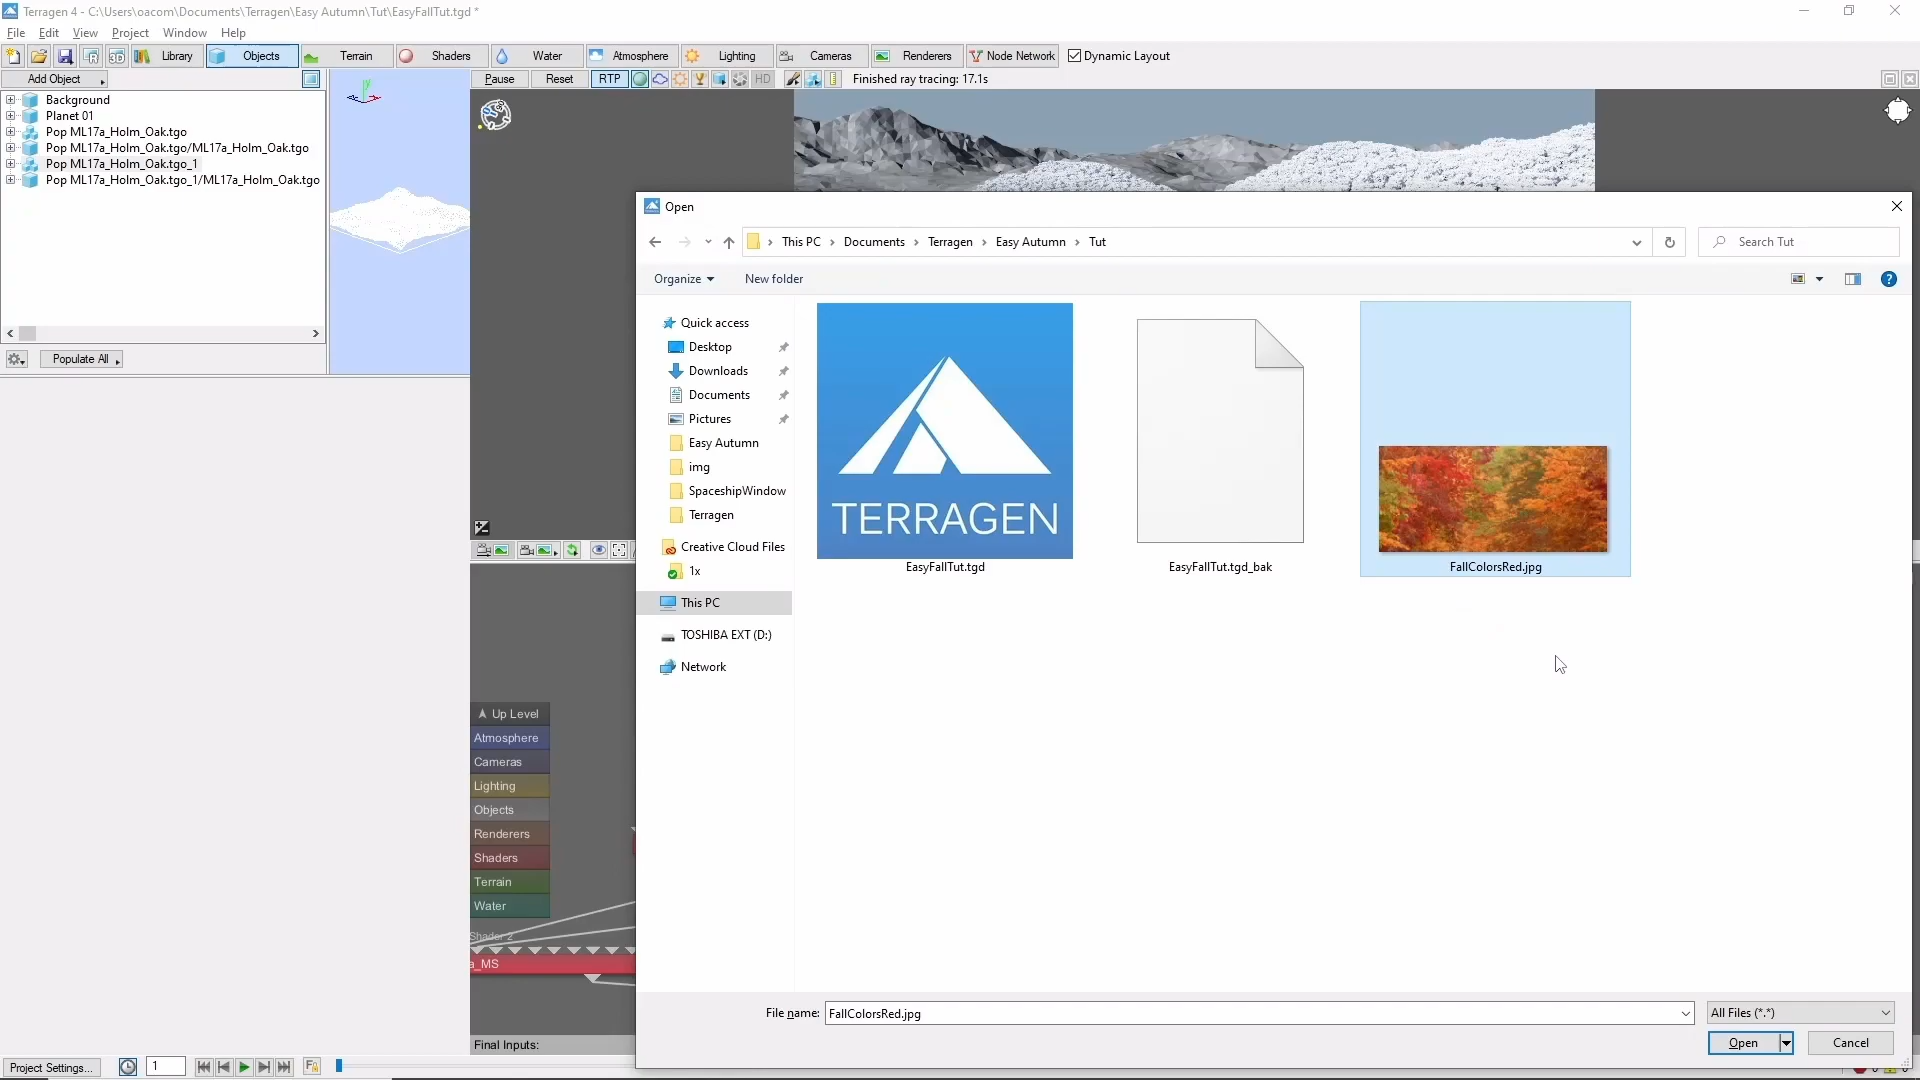 Terragen 4 - C:\Users\oacom\Documents\Terragen\Easy Autumn\Tut\EasyFallTut.tgd *
File Edit View Project Window Help
Library Objects Terrain Shaders Water Atmosphere Lighting Cameras Renderers Node Network Dynamic Layout
Add Object
Pause Reset RTP HD Finished ray tracing: 17.1s
Background
Planet 01
Pop ML17a_Holm_Oak.tgo
Pop ML17a_Holm_Oak.tgo/ML17a_Holm_Oak.tgo
Pop ML17a_Holm_Oak.tgo_1
Pop ML17a_Holm_Oak.tgo_1/ML17a_Holm_Oak.tgo
Populate All
Open
This PC › Documents › Terragen › Easy Autumn › Tut
Search Tut
Organize New folder
Quick access
Desktop
Downloads
Documents
Pictures
Easy Autumn
img
SpaceshipWindow
Terragen
Creative Cloud Files
1x
This PC
TOSHIBA EXT (D:)
Network
TERRAGEN
EasyFallTut.tgd EasyFallTut.tgd_bak FallColorsRed.jpg
Up Level
Atmosphere
Cameras
Lighting
Objects
Renderers
Shaders
Terrain
Water
Shader 2
a_MS
Final Inputs:
File name: FallColorsRed.jpg All Files (*.*)
Open Cancel
Project Settings... 1